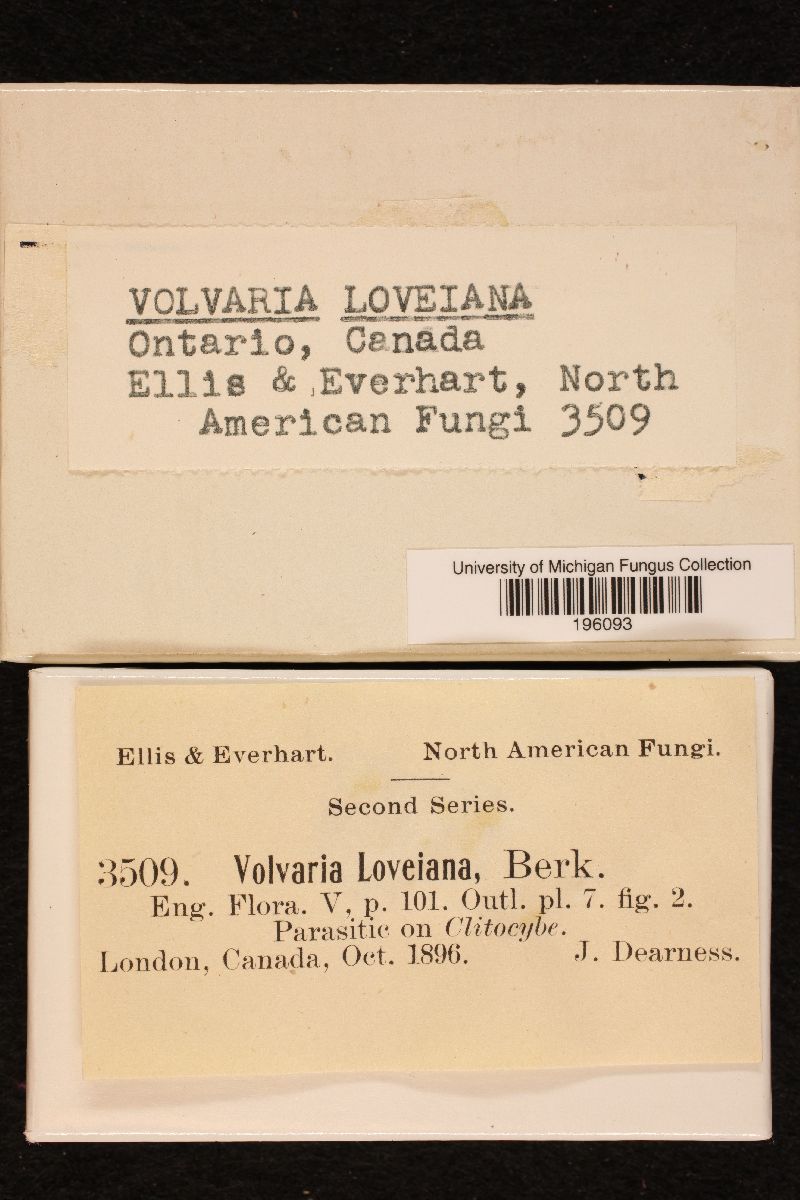 VOLVARIA LOVEIANA
Ontario, Canada
Ellis & Everhart, North
American Fungi 3509
University of Michigan Fungus Collection
196093
Ellis & Everhart. North American Fungi.
Second Series.
3509. Volvaria Loveiana, Berk.
Eng. Flora. V, p. 101. Outl. pl. 7. fig. 2.
Parasitic on Clitocybe.
London, Canada, Oct. 1896. J. Dearness.